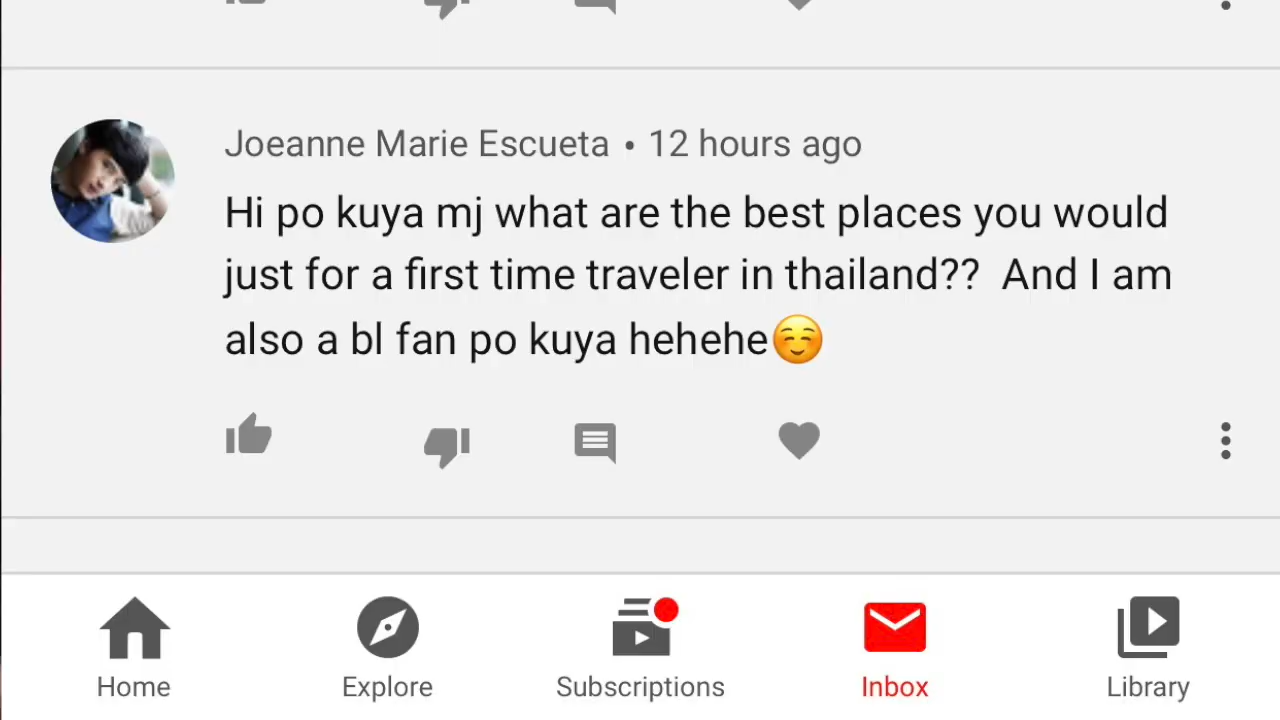 Joeanne Marie Escueta • 12 hours ago
Hi po kuya mj what are the best places you would
just for a first time traveler in thailand??  And I am
also a bl fan po kuya hehehe☺️
Home Explore Subscriptions Inbox Library